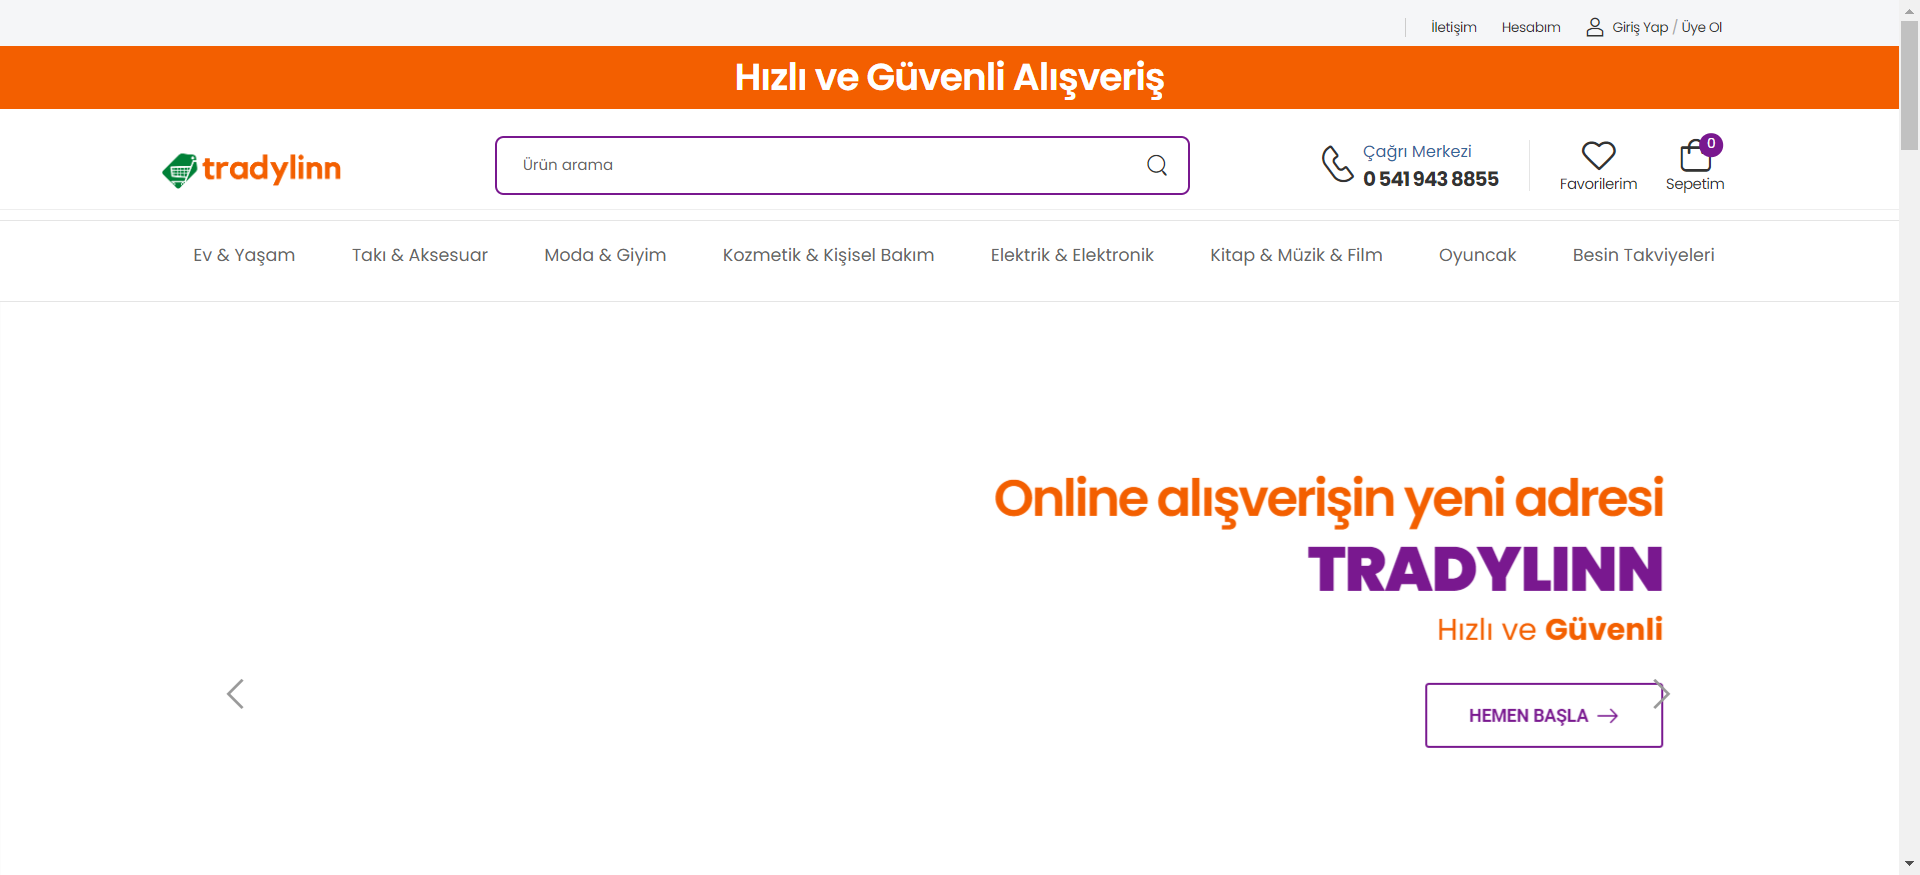 İletişim Hesabım Giriş Yap / Üye Ol
Hızlı ve Güvenli Alışveriş
tradylinn
Ürün arama
Çağrı Merkezi
0 541 943 8855
Favorilerim
0
Sepetim
Ev & Yaşam Takı & Aksesuar Moda & Giyim Kozmetik & Kişisel Bakım Elektrik & Elektronik Kitap & Müzik & Film Oyuncak Besin Takviyeleri
Online alışverişin yeni adresi
TRADYLINN
Hızlı ve Güvenli
HEMEN BAŞLA